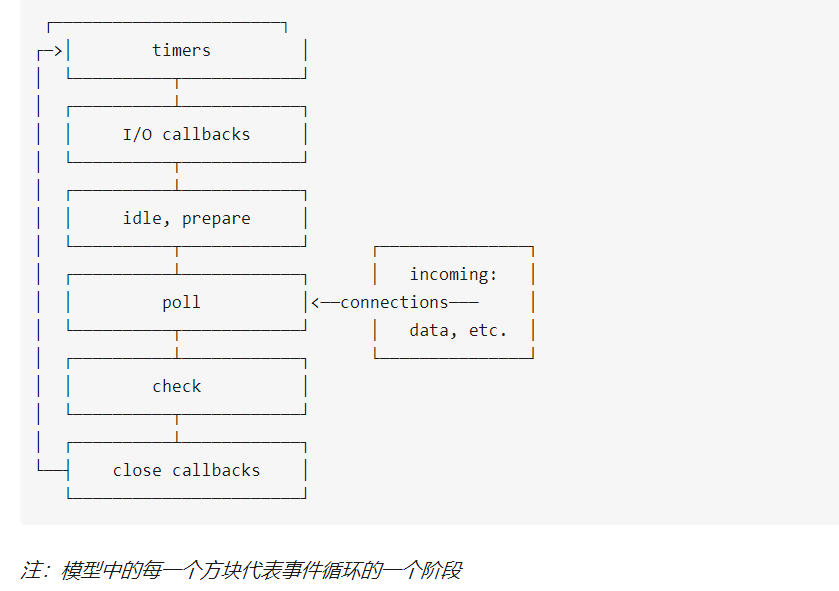 timers
I/O callbacks
idle, prepare
incoming:
poll
connections
data, etc.
check
close callbacks
注：模型中的每一个方块代表事件循环的一个阶段